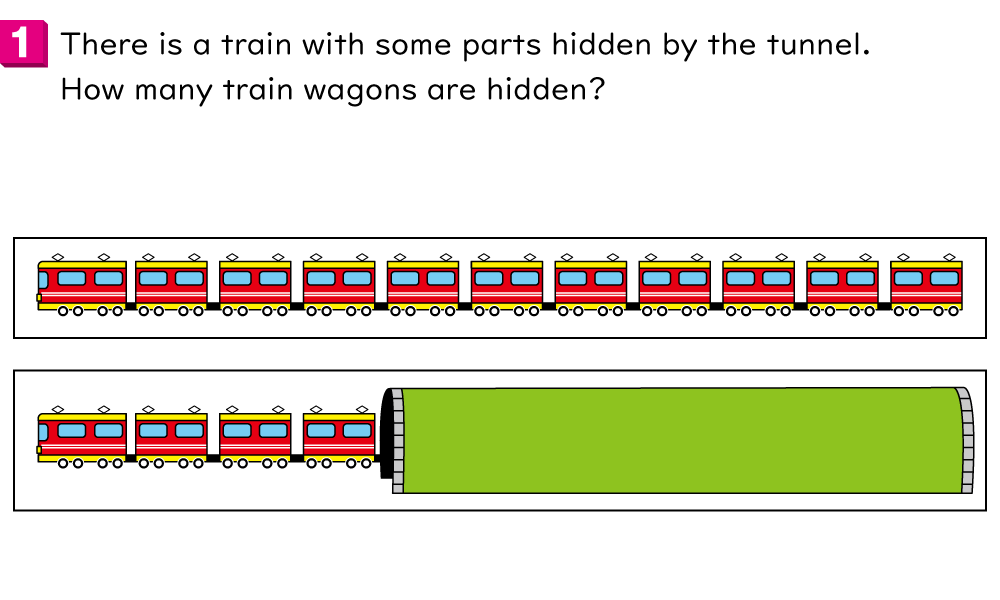 1 There is a train with some parts hidden by the tunnel.
How many train wagons are hidden?